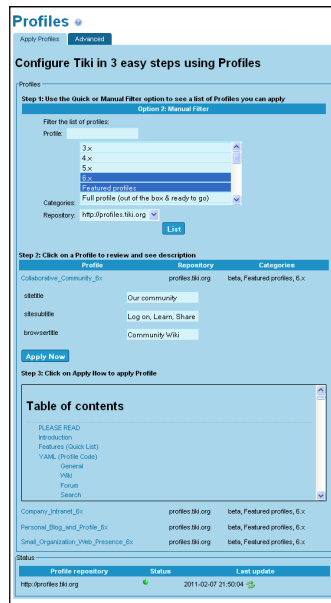 Profiles
Apply Profiles Advanced
Configure Tiki in 3 easy steps using Profiles
Profiles
Step 1: Use the Quick or Manual Filter option to see a list of Profiles you can apply
Option 2: Manual Filter
Filter the list of profiles:
Profile:
3.x
4.x
5.x
6.x
Featured profiles
Categories: Full profile (out of the box & ready to go)
Repository: http://profiles.tiki.org
List
Step 2: Click on a Profile to review and see description
Profile Repository Categories
Collaborative_Community_6x profiles.tiki.org beta, Featured profiles, 6.x
sitetitle Our community
sitesubtitle Log on, Learn, Share
browsertitle Community Wiki
Apply Now
Step 3: Click on Apply Now to apply Profile
Table of contents
PLEASE READ
Introduction
Features (Quick List)
YAML (Profile Code)
General
Wiki
Forum
Search
Company_Intranet_6x profiles.tiki.org beta, Featured profiles, 6.x
Personal_Blog_and_Profile_6x profiles.tiki.org beta, Featured profiles, 6.x
Small_Organization_Web_Presence_6x profiles.tiki.org beta, Featured profiles, 6.x
Status
Profile repository Status Last update
http://profiles.tiki.org 2011-02-07 21:50:04